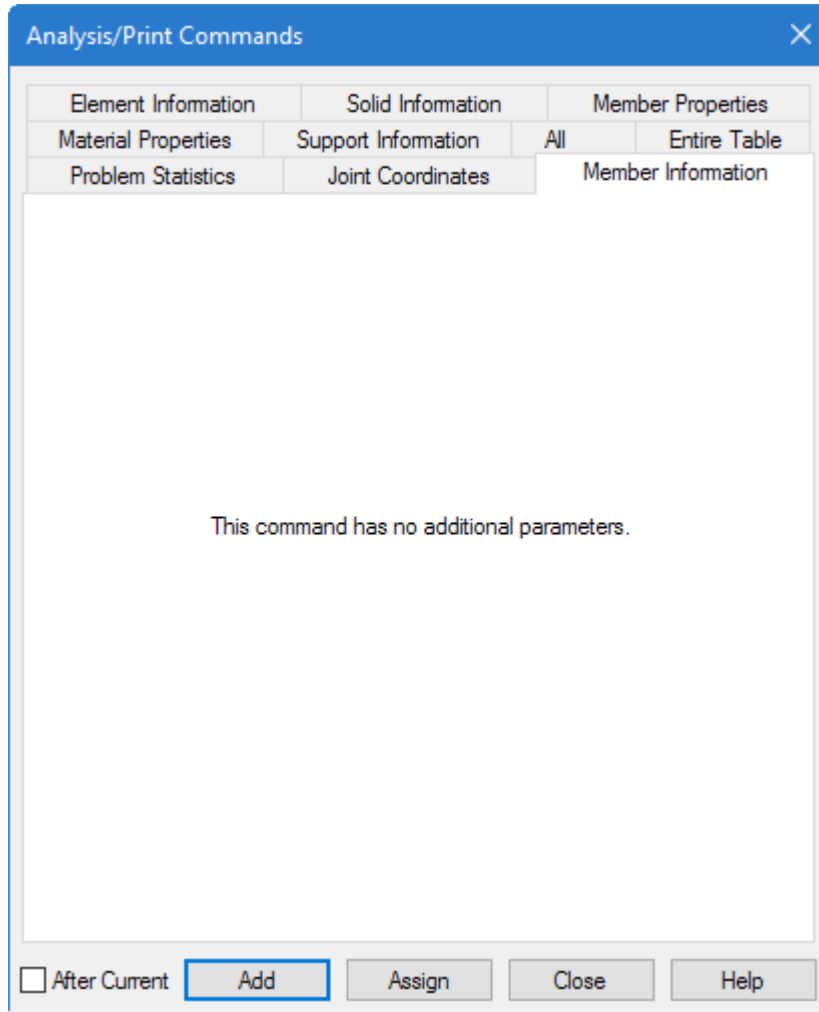 Analysis/Print Commands
Element Information Solid Information Member Properties
Material Properties Support Information All Entire Table
Problem Statistics Joint Coordinates Member Information
This command has no additional parameters.
After Current Add Assign Close Help